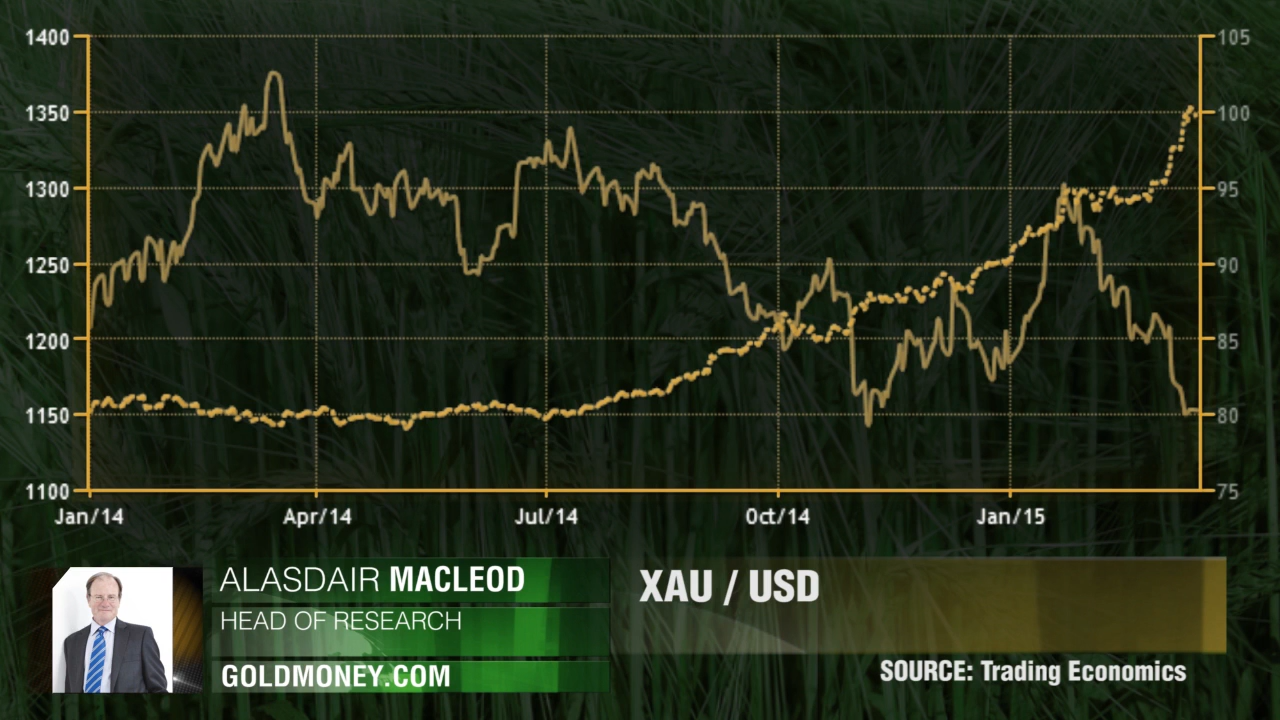 1400
1350
1300
1250
1200
1150
1100
105
100
95
90
85
80
75
Jan/14 Apr/14 Jul/14 Oct/14 Jan/15
ALASDAIR MACLEOD
HEAD OF RESEARCH
GOLDMONEY.COM
XAU / USD
SOURCE: Trading Economics